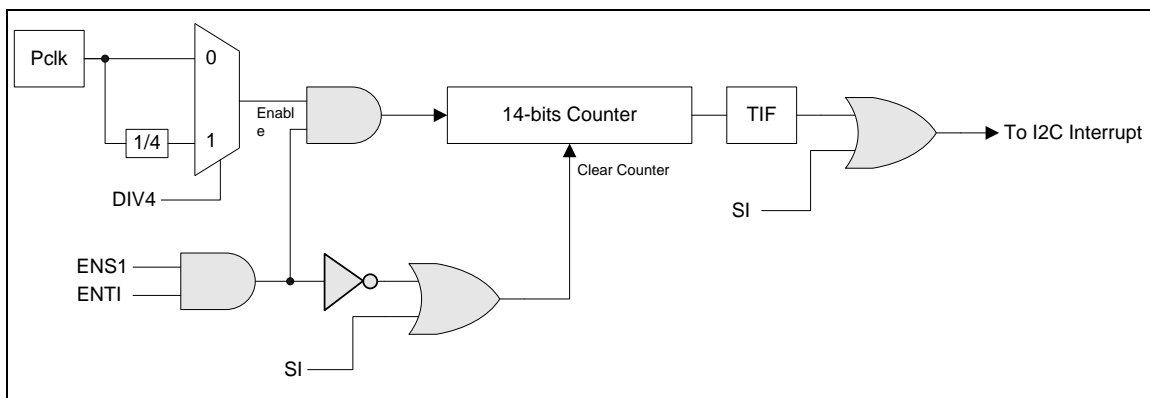 Pclk
0
1/4
1
Enabl
e
DIV4
14-bits Counter
TIF
To I2C Interrupt
Clear Counter
SI
ENS1
ENTI
SI